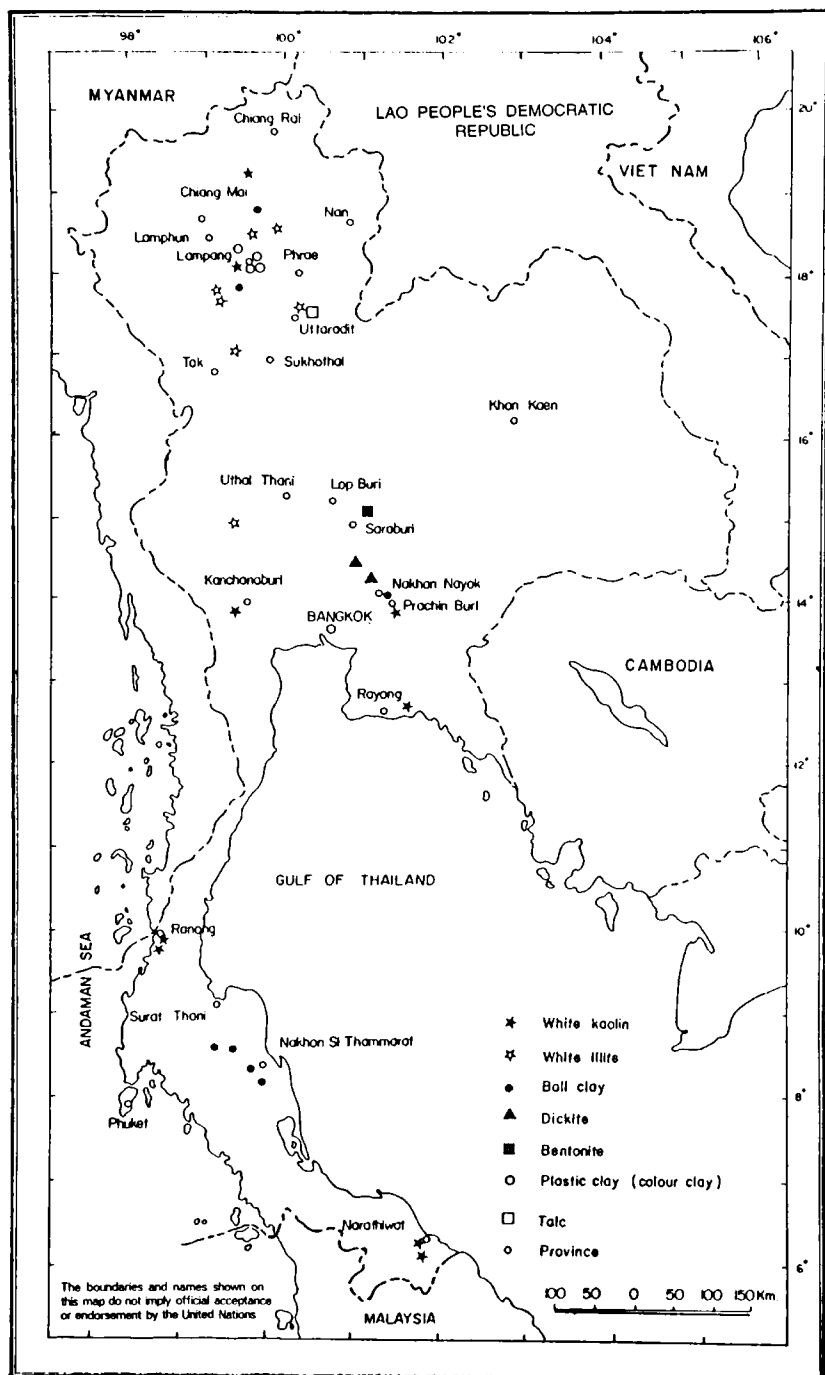 98°
100°
102°
104°
106°
MYANMAR
LAO PEOPLE'S DEMOCRATIC
REPUBLIC
20°
Chiang Rai
VIET NAM
Chiang Mai
Nan
Lamphun
Lampang
Phrae
18°
Uttaradit
Tak
Sukhothai
Khan Kaen
16°
Uthai Thani
Lop Buri
Saraburi
Kanchanaburi
Nakhan Nayok
Prachin Buri
14°
BANGKOK
CAMBODIA
Rayong
12°
GULF OF THAILAND
Ranong
10°
ANDAMAN SEA
Surat Thani
Nakhon Si Thammarat
White kaolin
White illite
Ball clay
Dickite
8°
Phuket
Bentonite
Plastic clay (colour clay)
Talc
Narathiwat
Province
6°
The boundaries and names shown on
this map do not imply official acceptance
or endorsement by the United Nations
100 50 0 50 100 150 Km.
MALAYSIA